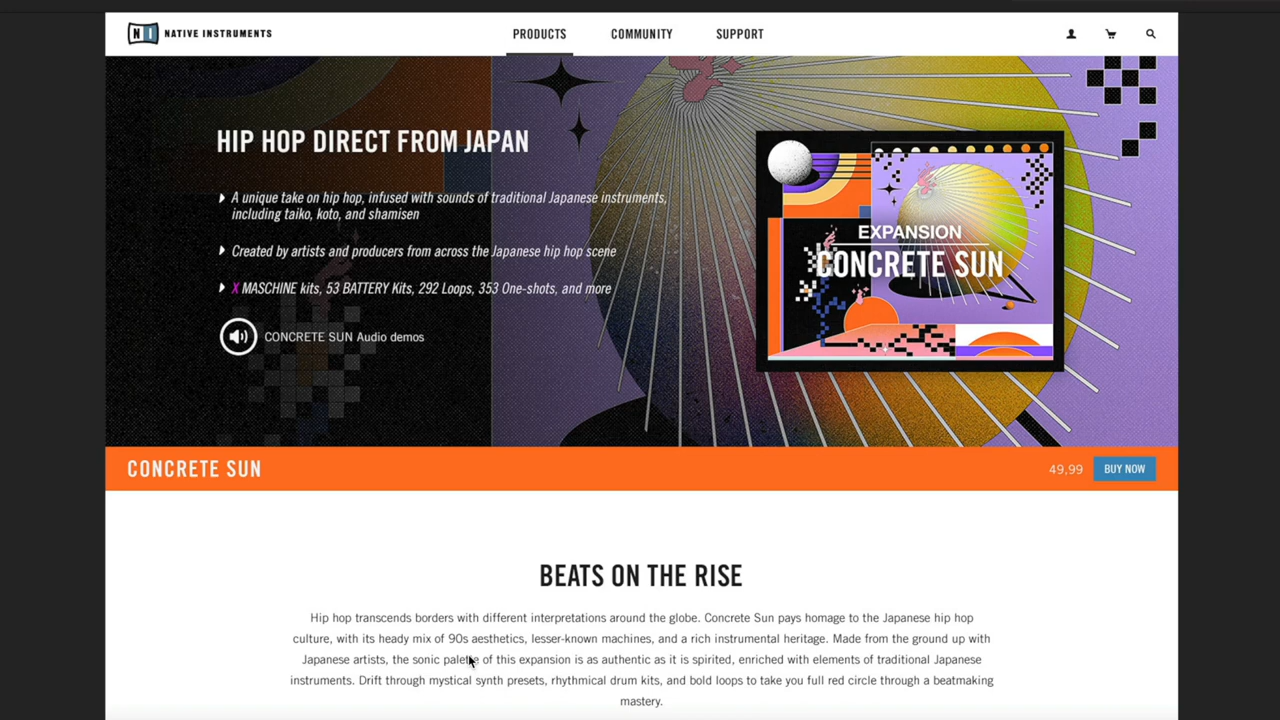 NI NATIVE INSTRUMENTS
PRODUCTS
COMMUNITY
SUPPORT
HIP HOP DIRECT FROM JAPAN
A unique take on hip hop, infused with sounds of traditional Japanese instruments,
including taiko, koto, and shamisen
Created by artists and producers from across the Japanese hip hop scene
X MASCHINE kits, 53 BATTERY Kits, 292 Loops, 353 One-shots, and more
CONCRETE SUN Audio demos
EXPANSION
CONCRETE SUN
CONCRETE SUN
49,99
BUY NOW
BEATS ON THE RISE
Hip hop transcends borders with different interpretations around the globe. Concrete Sun pays homage to the Japanese hip hop
culture, with its heady mix of 90s aesthetics, lesser-known machines, and a rich instrumental heritage. Made from the ground up with
Japanese artists, the sonic palette of this expansion is as authentic as it is spirited, enriched with elements of traditional Japanese
instruments. Drift through mystical synth presets, rhythmical drum kits, and bold loops to take you full red circle through a beatmaking
mastery.